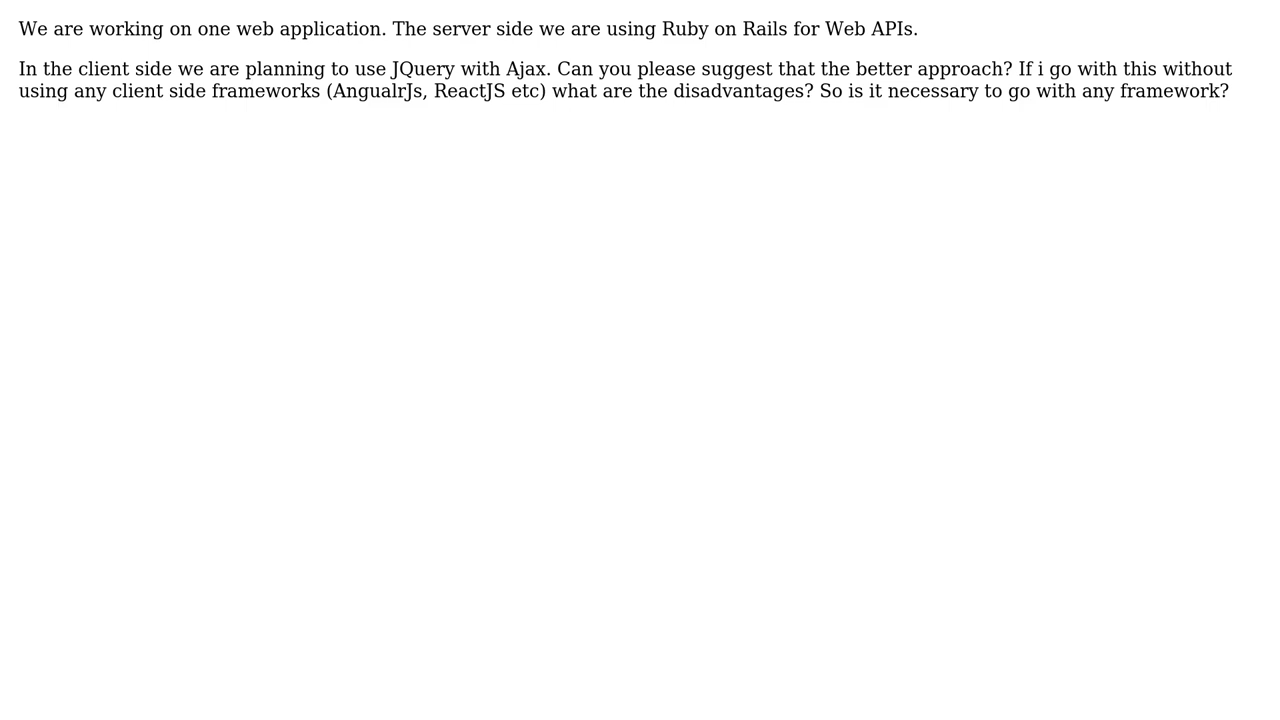 We are working on one web application. The server side we are using Ruby on Rails for Web APIs.
In the client side we are planning to use JQuery with Ajax. Can you please suggest that the better approach? If i go with this without
using any client side frameworks (AngualrJs, ReactJS etc) what are the disadvantages? So is it necessary to go with any framework?